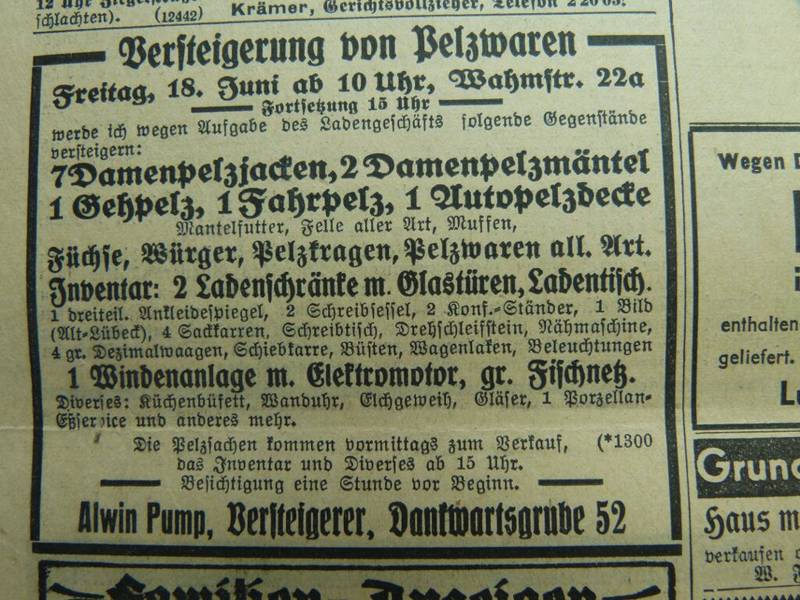 schlachten). (12442)
Krämer, Gerichtsvollzieher, Telefon 2 20 63.
Versteigerung von Pelzwaren
Freitag, 18. Juni ab 10 Uhr, Wahmstr. 22a
Fortsetzung 15 Uhr
werde ich wegen Aufgabe des Ladengeschäfts folgende Gegenstände
versteigern:
7 Damenpelzjacken, 2 Damenpelzmäntel
1 Gehpelz, 1 Fahrpelz, 1 Autopelzdecke
Mantelfutter, Felle aller Art, Muffen,
Füchse, Würger, Pelzkragen, Pelzwaren all. Art.
Inventar: 2 Ladenschränke m. Glastüren, Ladentisch.
1 dreiteil. Ankleidespiegel, 2 Schreibsessel, 2 Konf.-Ständer, 1 Bild
(Alt-Lübeck), 4 Sackkarren, Schreibtisch, Drehschleifstein, Nähmaschine,
4 gr. Dezimalwaagen, Schiebkarre, Büsten, Wagenlaken, Beleuchtungen
1 Windenanlage m. Elektromotor, gr. Fischnetz.
Diverses: Küchenbüfett, Wanduhr, Elchgeweih, Gläser, 1 Porzellan-
Eßservice und anderes mehr.
Die Pelzsachen kommen vormittags zum Verkauf, (*1300
das Inventar und Diverses ab 15 Uhr.
Besichtigung eine Stunde vor Beginn.
Alwin Pump, Versteigerer, Dankwartsgrube 52
Familien-Anzeigen
Wegen
enthalten
geliefert.
Haus
verkaufen
W.